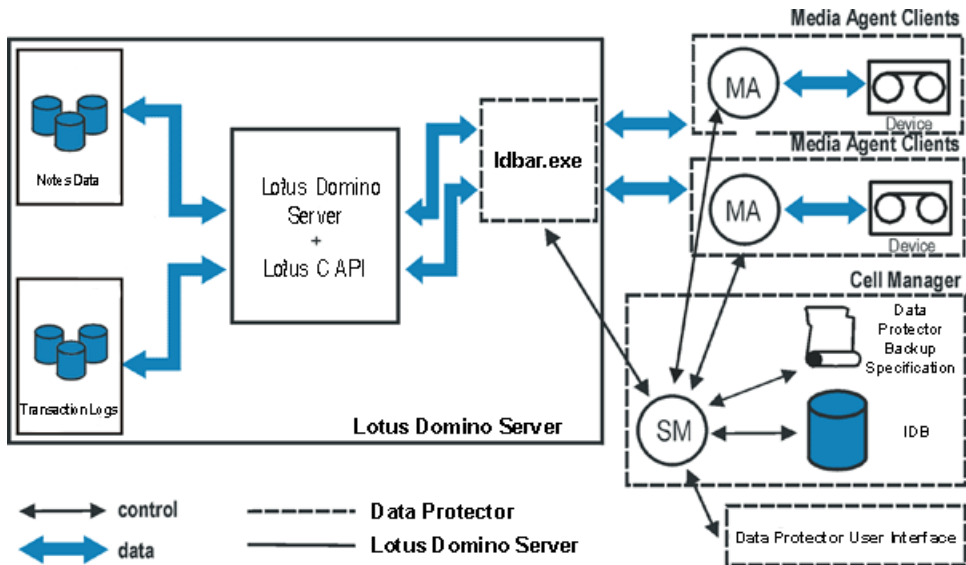 Media Agent Clients
MA
Device
Media Agent Clients
MA
Device
Notes Data
Lotus Domino
Server
+
Lotus C API
ldbar.exe
Transaction Logs
Lotus Domino Server
Cell Manager
Data
Protector
Backup
Specification
SM
IDB
Data Protector User Interface
control
data
Data Protector
Lotus Domino Server